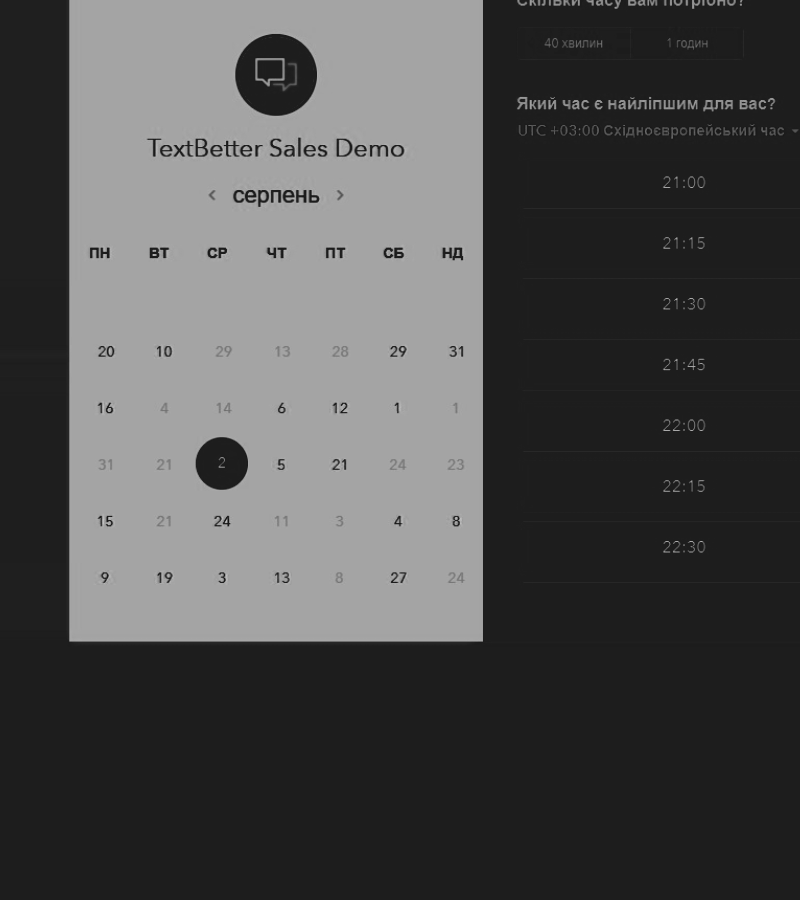 TextBetter Sales Demo
серпень
ПН ВТ СР ЧТ ПТ СБ НД
20 10 29 13 28 29 31
16 4 14 6 12 1 1
31 21 2 5 21 24 23
15 21 24 11 3 4 8
9 19 3 13 8 27 24
Скільки часу вам потрібно?
40 хвилин 1 годин
Який час є найліпшим для вас?
UTC +03:00 Східноєвропейський час
21:00
21:15
21:30
21:45
22:00
22:15
22:30